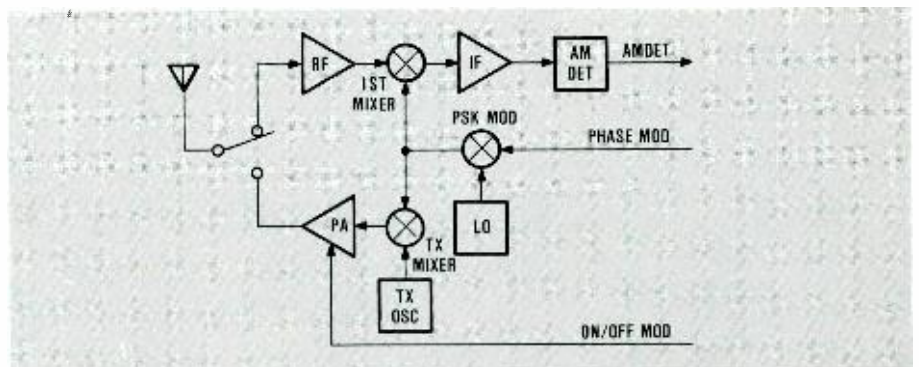 RF
1ST
MIXER
IF
AM
DET
AMDET
PSK MOD
PHASE MOD
LO
PA
TX
MIXER
TX
OSC
ON/OFF MOD